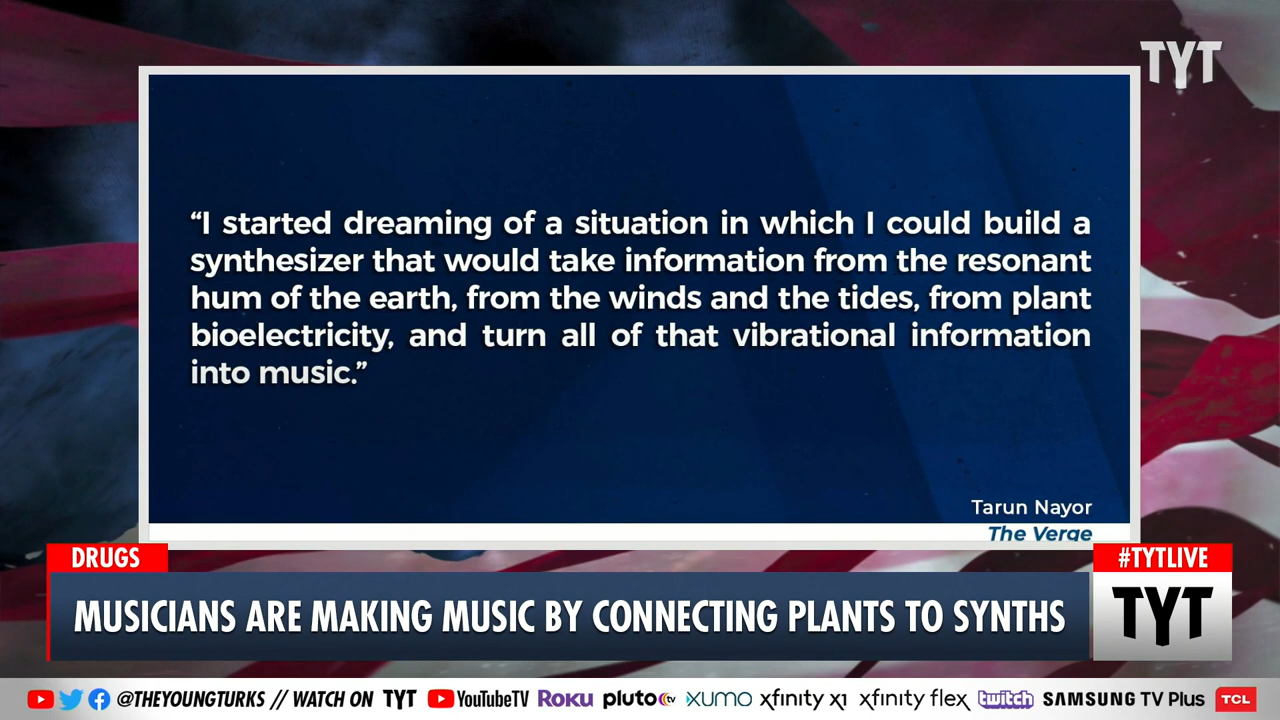 TYT
“I started dreaming of a situation in which I could build a
synthesizer that would take information from the resonant
hum of the earth, from the winds and the tides, from plant
bioelectricity, and turn all of that vibrational information
into music.”
Tarun Nayor
The Verge
DRUGS
#TYTLIVE
MUSICIANS ARE MAKING MUSIC BY CONNECTING PLANTS TO SYNTHS
TYT
@THEYOUNGTURKS // WATCH ON TYT YouTubeTV ROKU pluto tv XUMO xfinity x1 xfinity flex twitch SAMSUNG TV Plus TCL